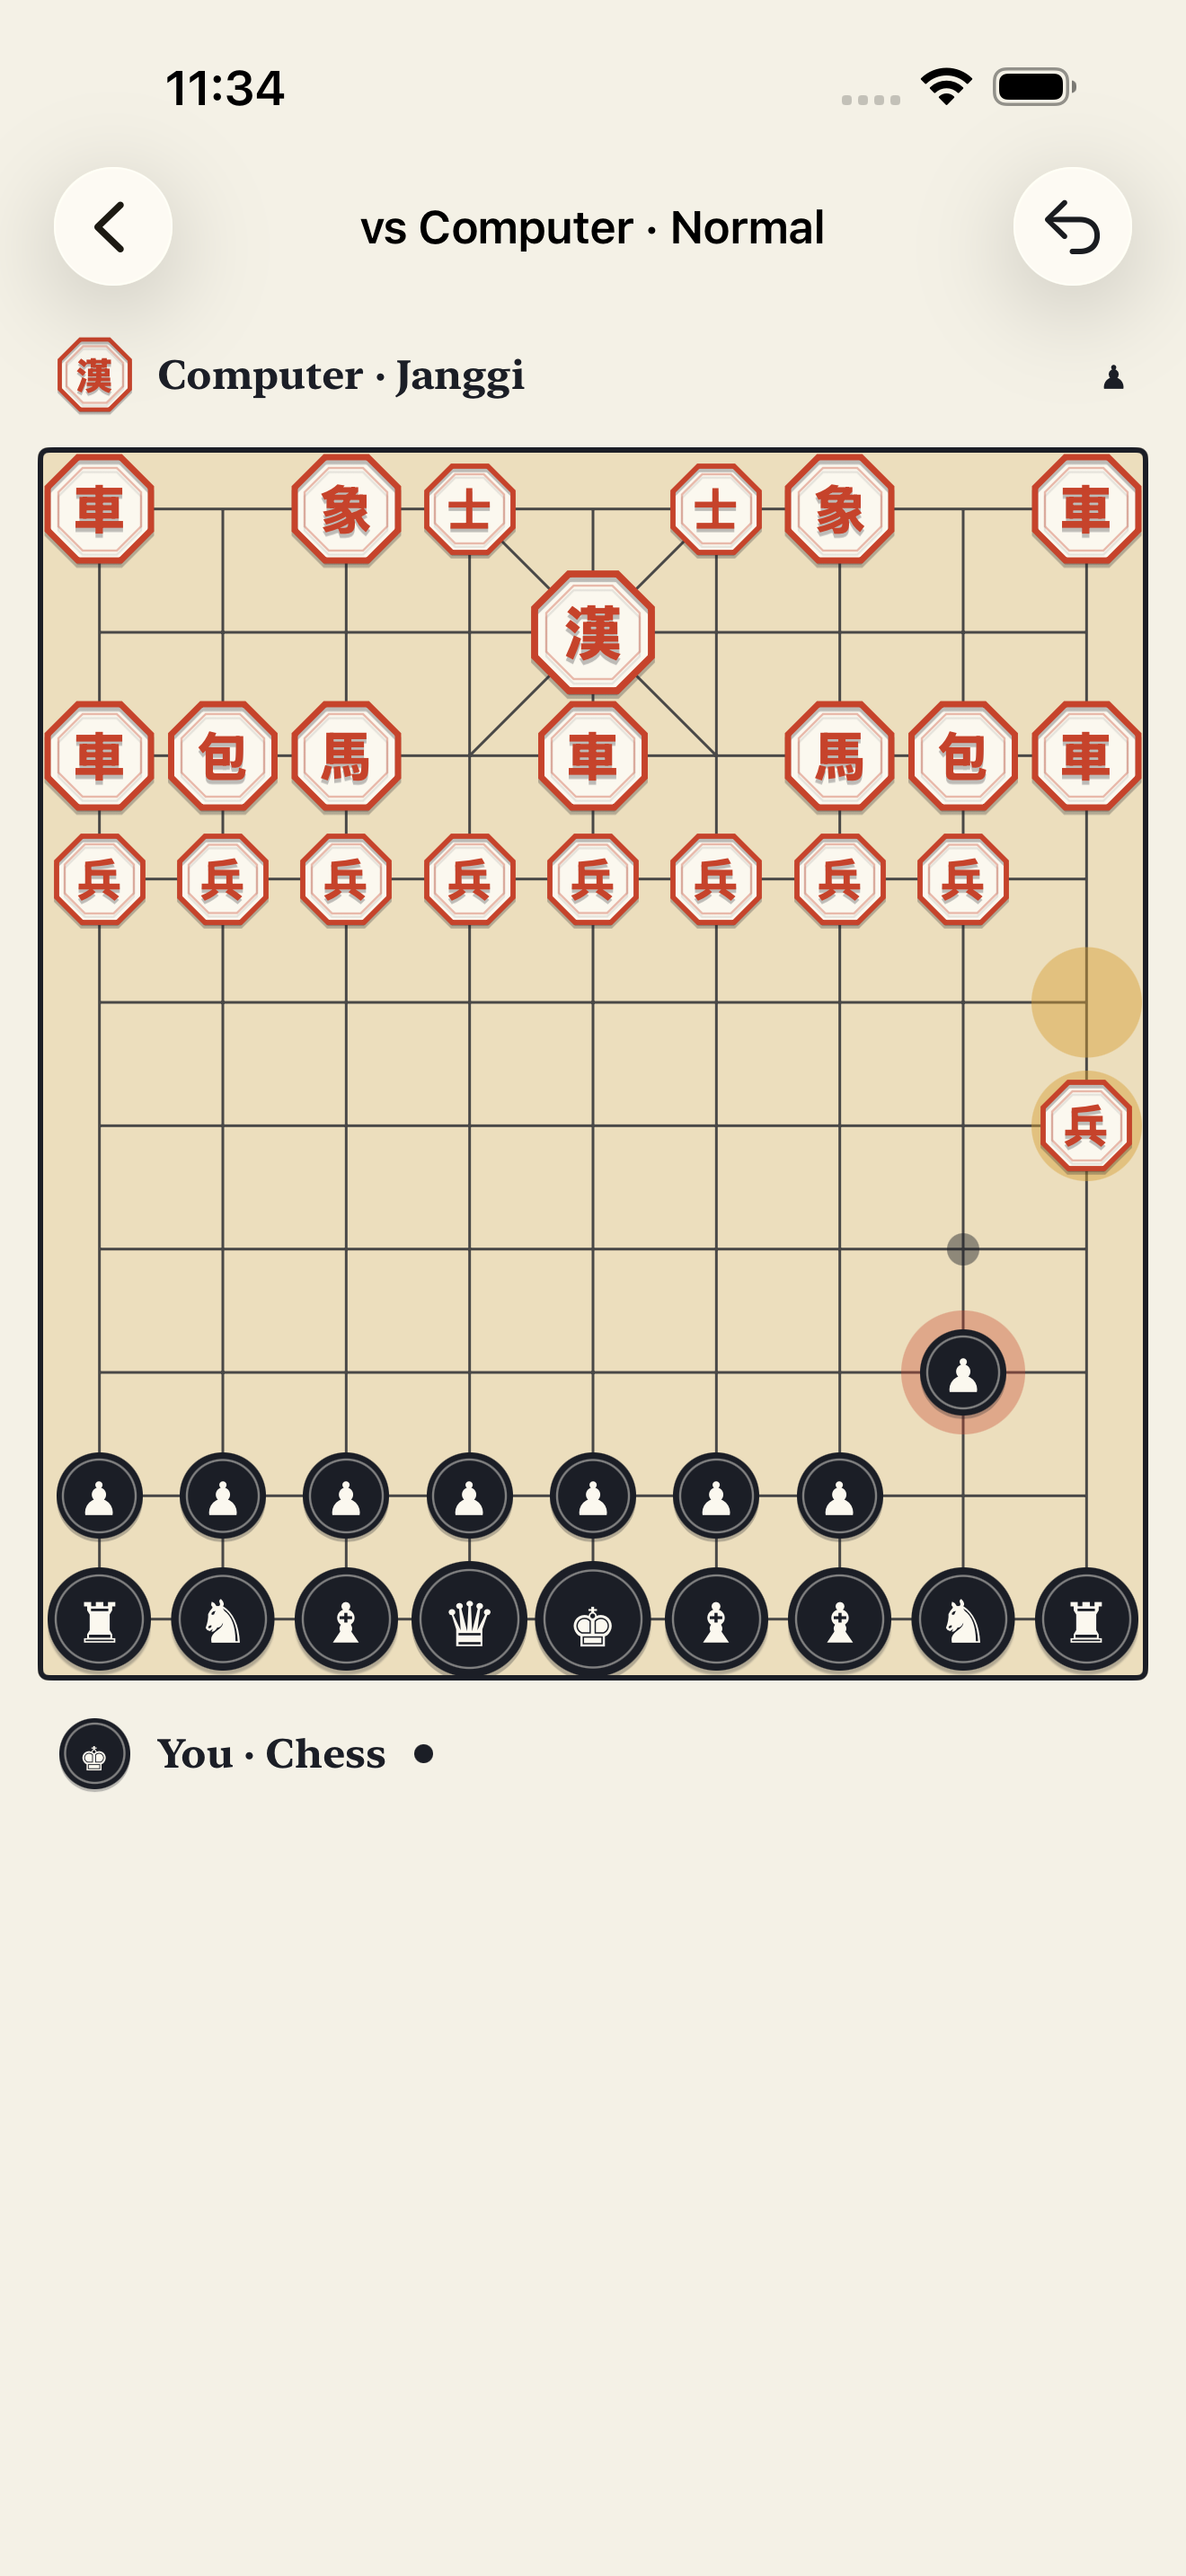 11:34
vs Computer · Normal
漢 Computer · Janggi
車 象 士 士 象 車
漢
車 包 馬 車 馬 包 車
兵 兵 兵 兵 兵 兵 兵 兵
兵
You · Chess